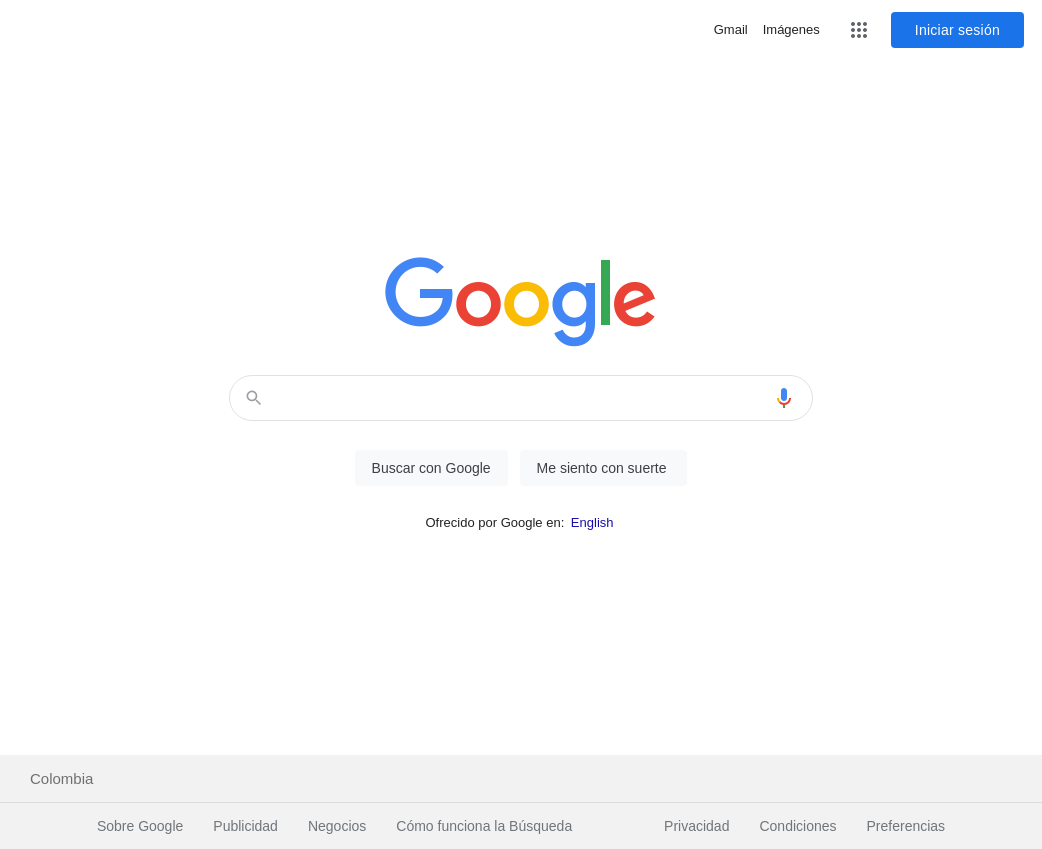 Gmail Imágenes Iniciar sesión
Google
Buscar con Google Me siento con suerte
Ofrecido por Google en: English
Colombia
Sobre Google Publicidad Negocios Cómo funciona la Búsqueda Privacidad Condiciones Preferencias